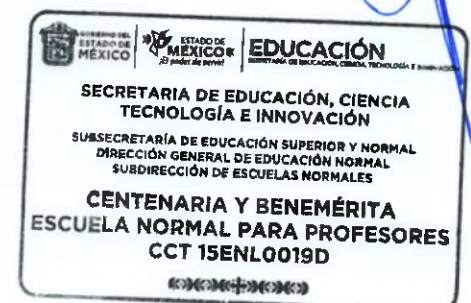 GOBIERNO DEL
ESTADO DE
MÉXICO
ESTADO DE
MÉXICO
¡El poder de servir!
EDUCACIÓN
SECRETARÍA DE EDUCACIÓN, CIENCIA, TECNOLOGÍA E INNOVACIÓN
SECRETARIA DE EDUCACIÓN, CIENCIA
TECNOLOGÍA E INNOVACIÓN
SUBSECRETARÍA DE EDUCACIÓN SUPERIOR Y NORMAL
DIRECCIÓN GENERAL DE EDUCACIÓN NORMAL
SUBDIRECCIÓN DE ESCUELAS NORMALES
CENTENARIA Y BENEMÉRITA
ESCUELA NORMAL PARA PROFESORES
CCT 15ENL0019D